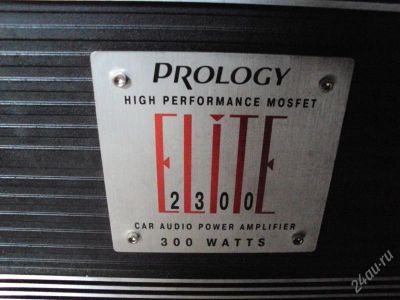 PROLOGY
HIGH PERFORMANCE MOSFET
ELiTE
2300
CAR AUDIO POWER AMPLIFIER
300 WATTS
24au.ru